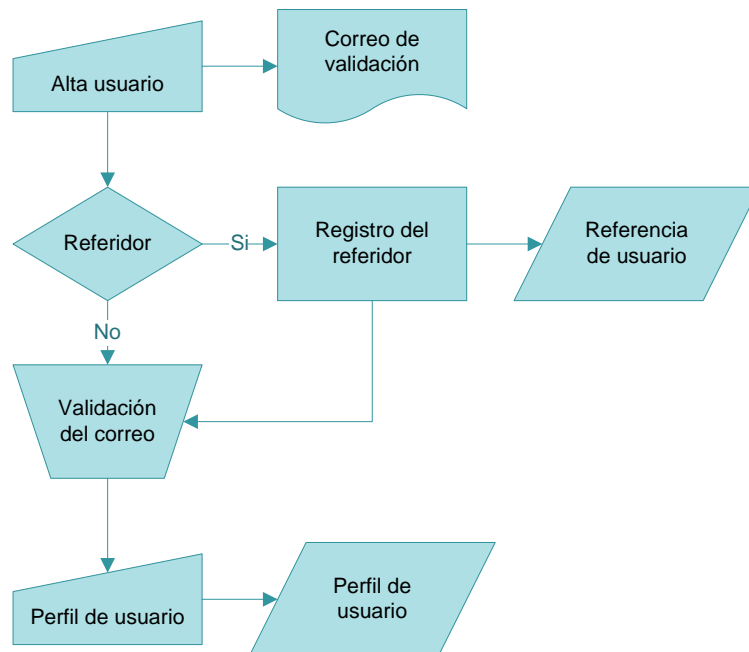 Alta usuario
Correo de
validación
Referidor
Si
Registro del
referidor
Referencia
de usuario
No
Validación
del correo
Perfil de usuario
Perfil de
usuario